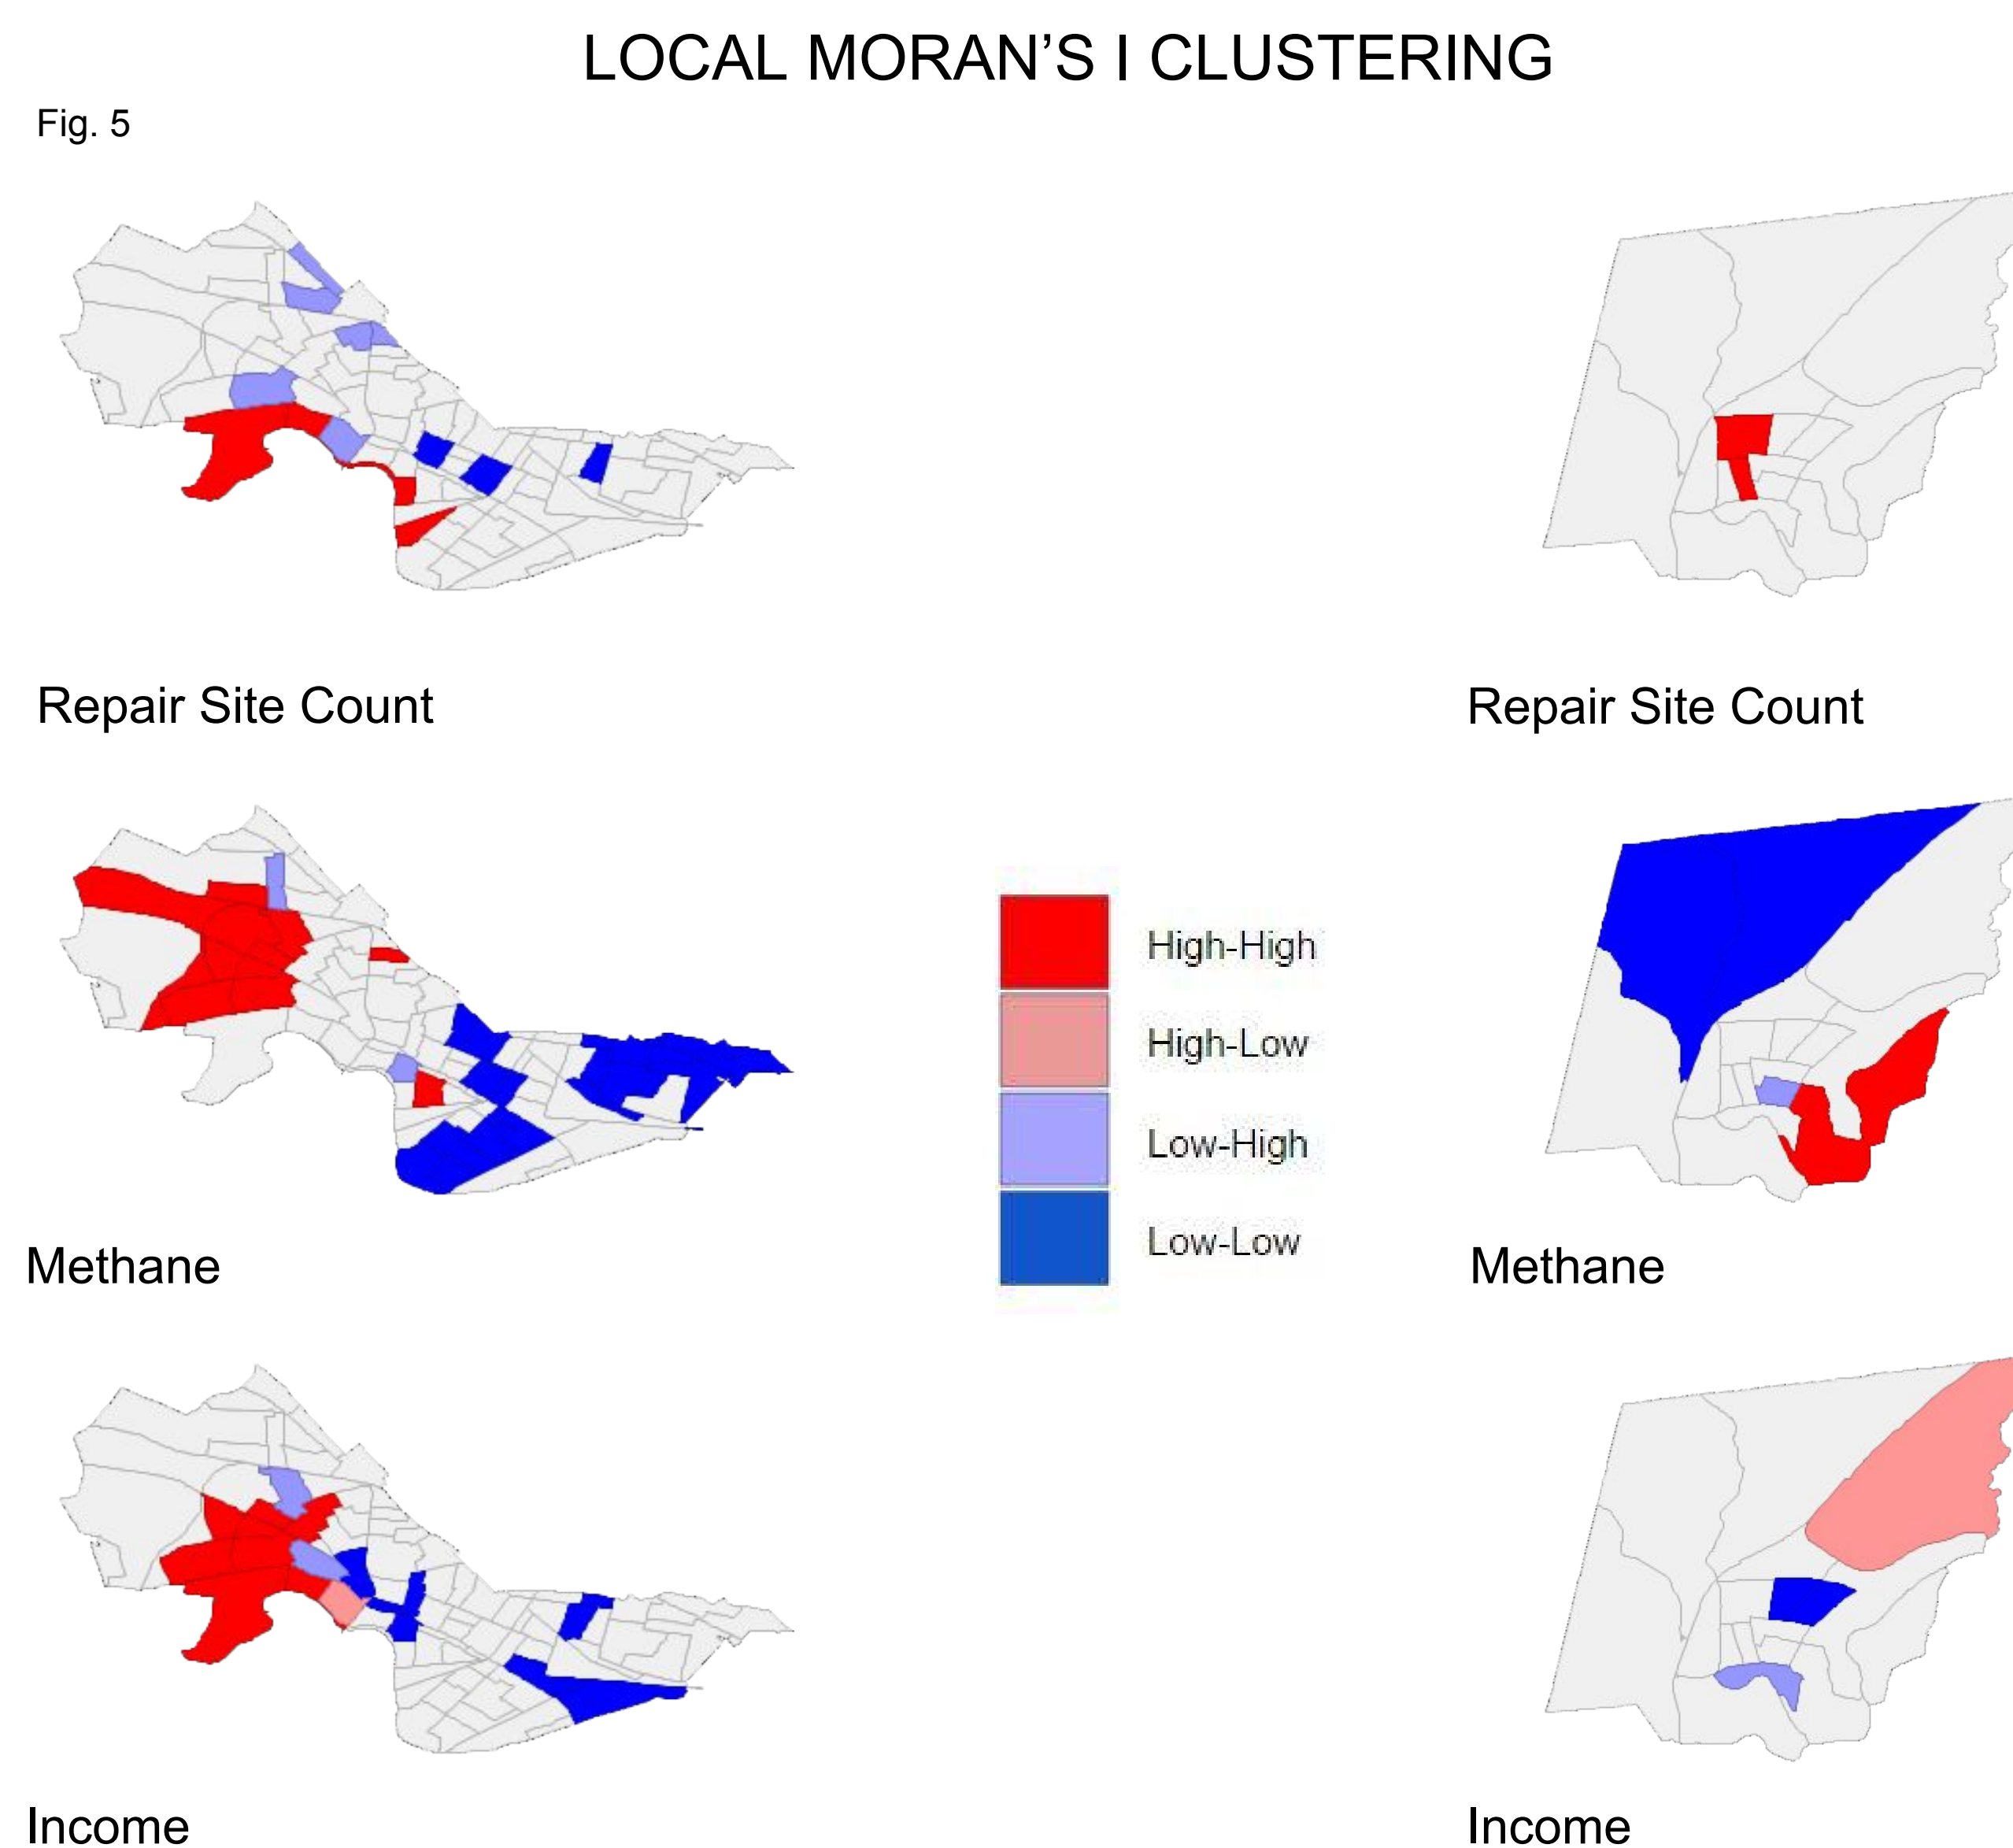 LOCAL MORAN’S I CLUSTERING
Fig. 5
Repair Site Count
Repair Site Count
High-High
High-Low
Low-High
Low-Low
Methane
Methane
Income
Income